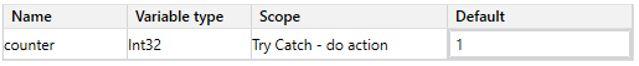 Name Variable type Scope Default
counter Int32 Try Catch - do action 1